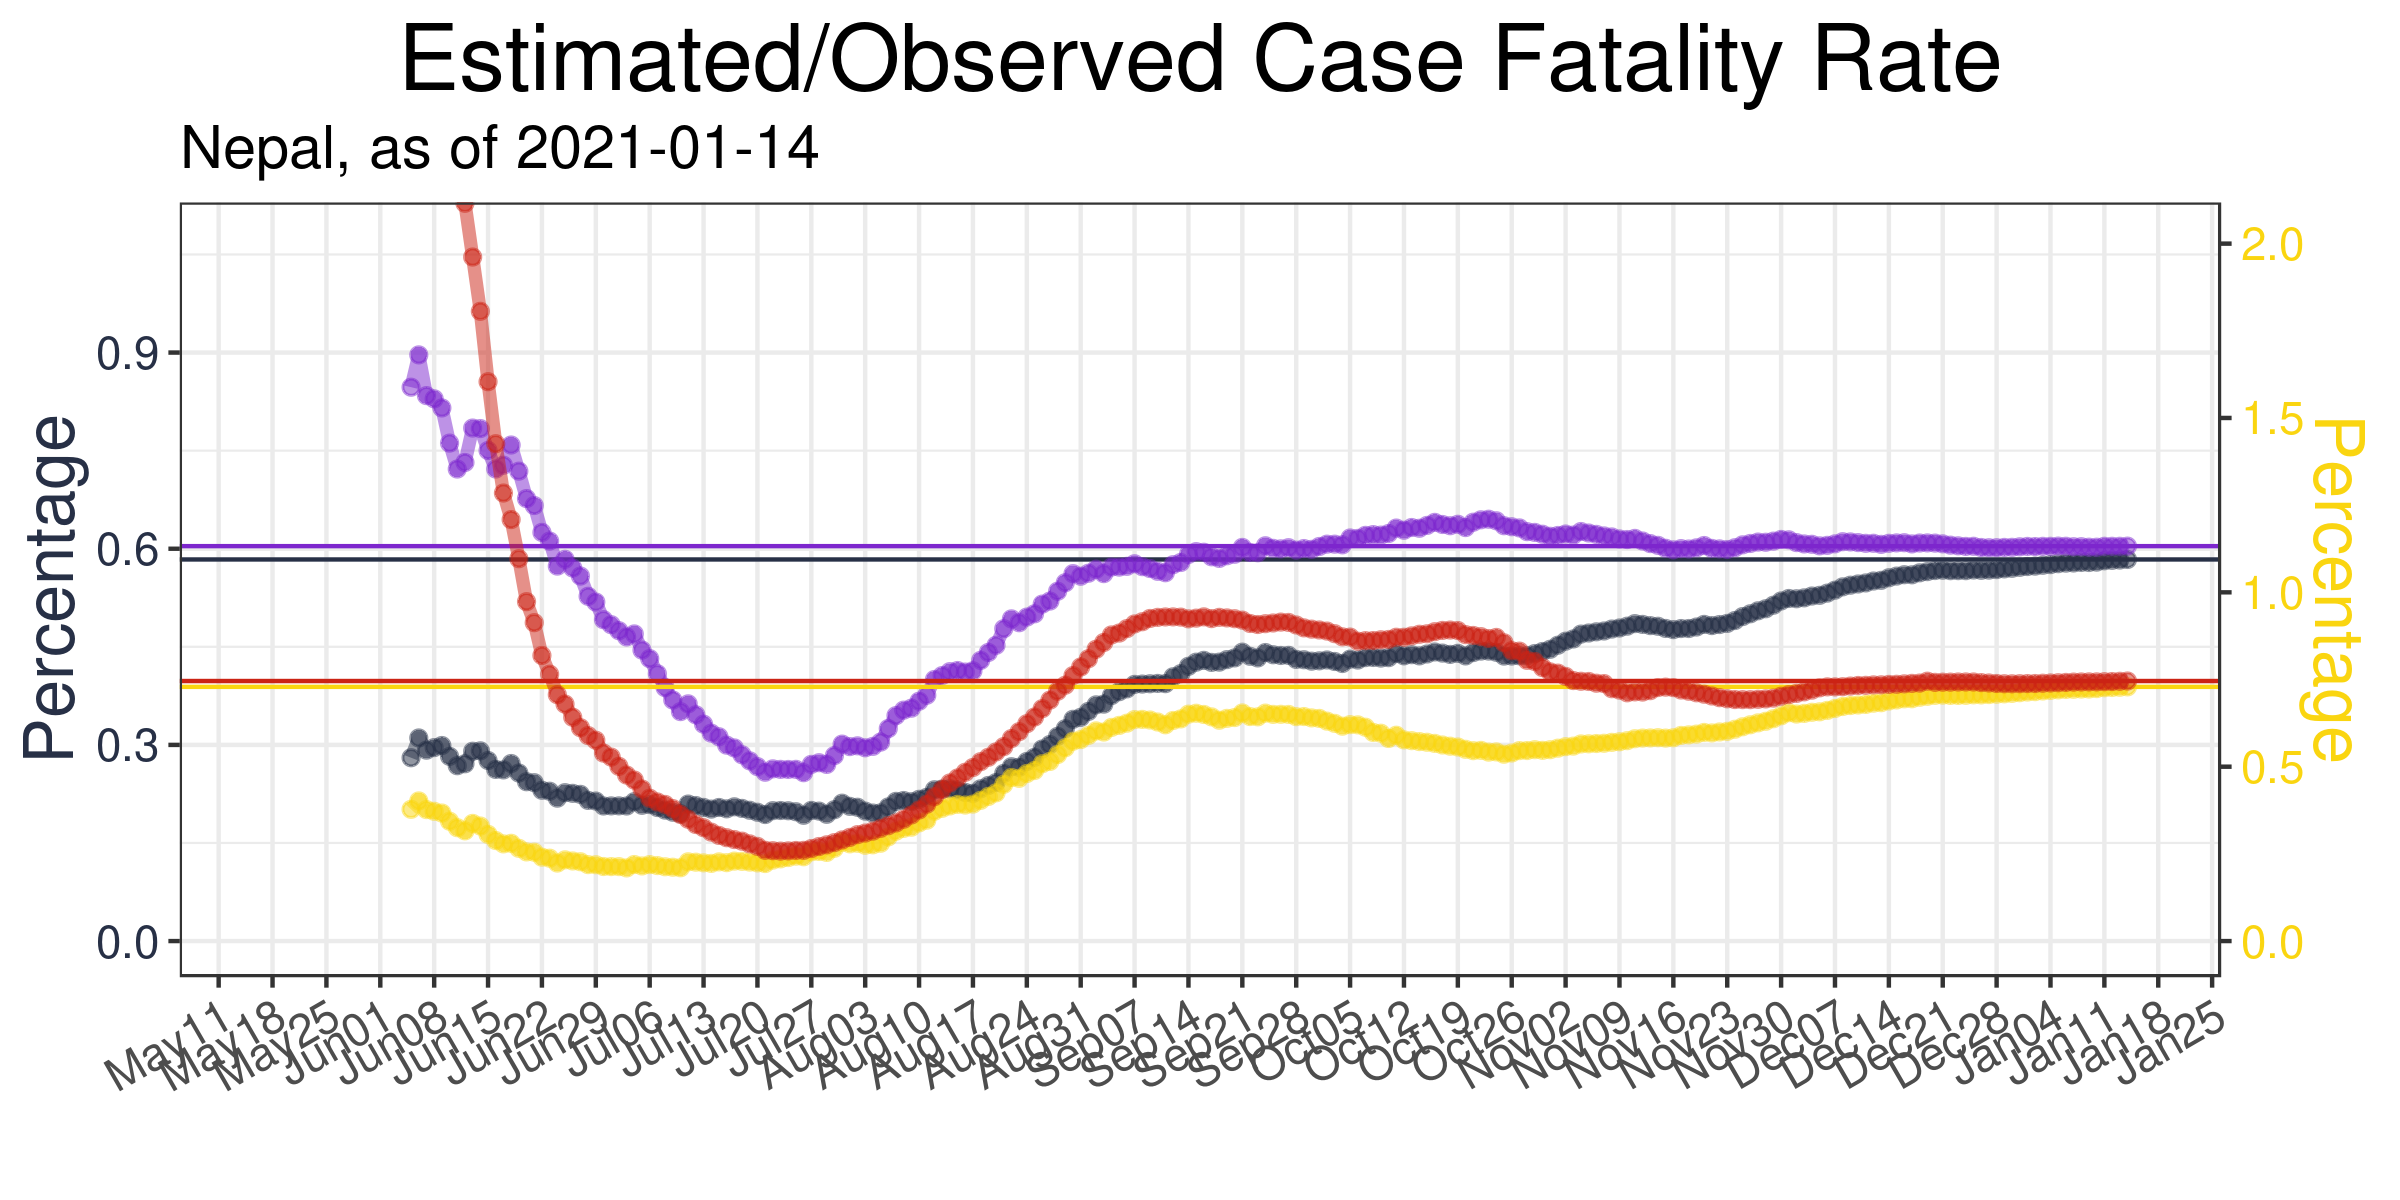 Estimated/Observed Case Fatality Rate
Nepal, as of 2021-01-14
Percentage
0.9
0.6
0.3
0.0
2.0
1.5
1.0
0.5
0.0
Percentage
May11
May18
May25
Jun01
Jun08
Jun15
Jun22
Jun29
Jul06
Jul13
Jul20
Jul27
Aug03
Aug10
Aug17
Aug24
Aug31
Sep07
Sep14
Sep21
Sep28
Oct05
Oct12
Oct19
Oct26
Nov02
Nov09
Nov16
Nov23
Nov30
Dec07
Dec14
Dec21
Dec28
Jan04
Jan11
Jan18
Jan25